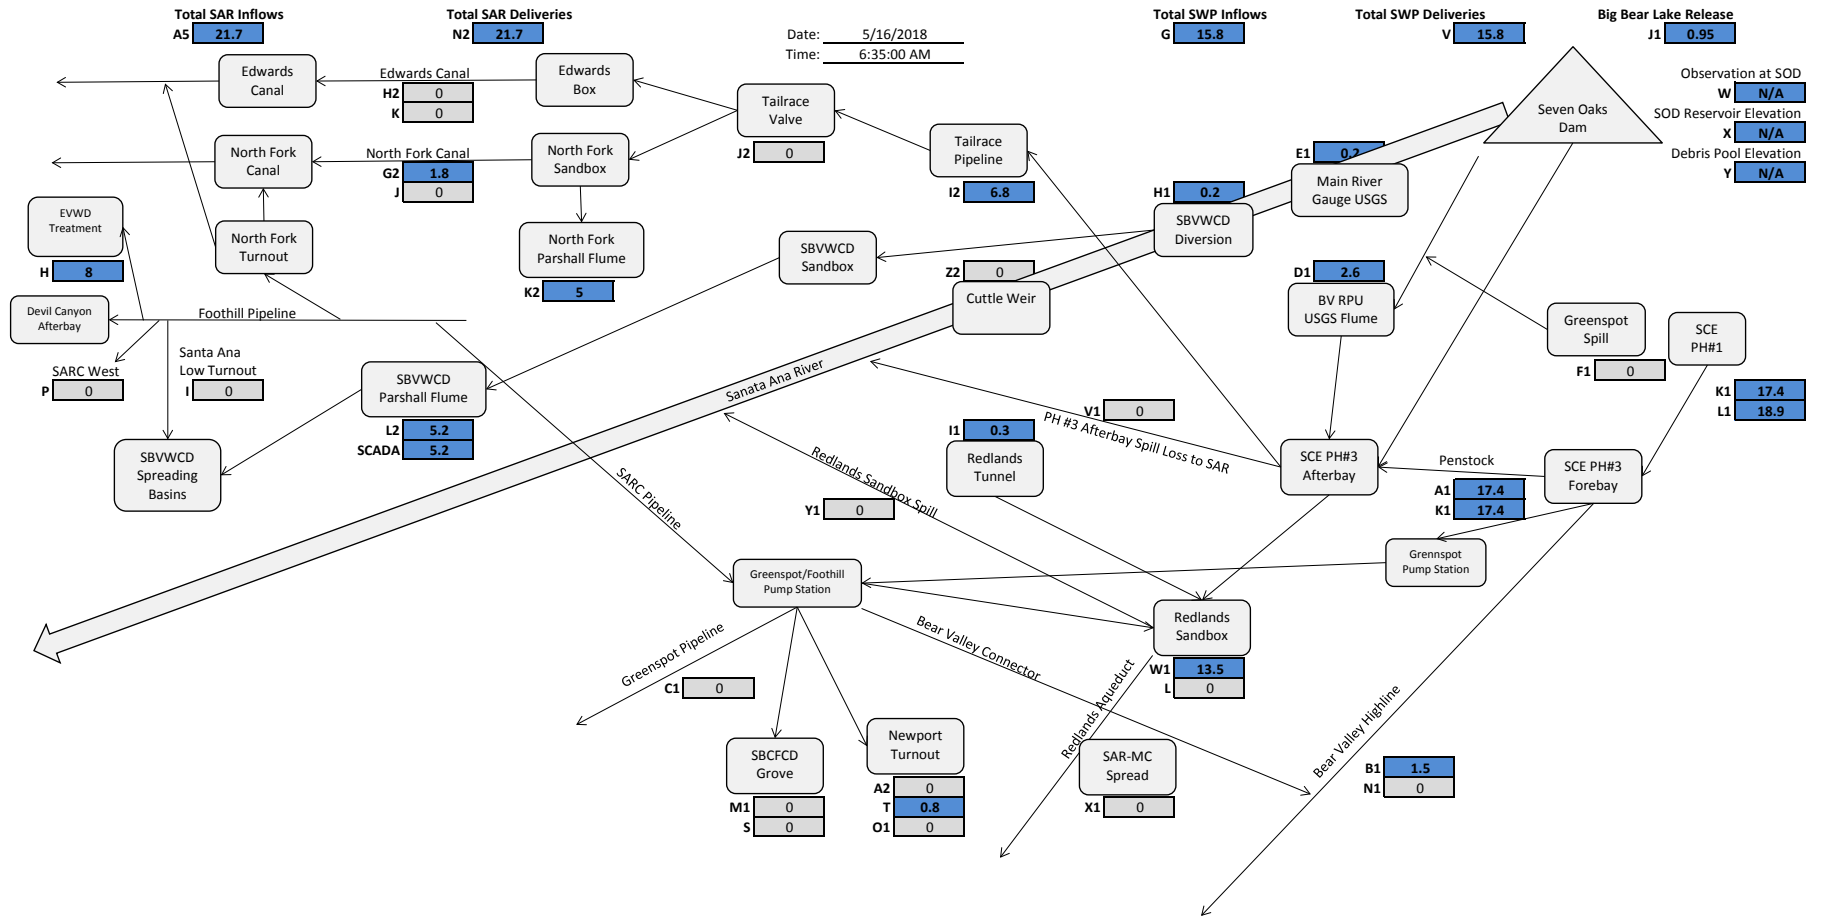 Total SAR Inflows
A5 21.7
Total SAR Deliveries
N2 21.7
Date: 5/16/2018
Time: 6:35:00 AM
Total SWP Inflows
G 15.8
Total SWP Deliveries
V 15.8
Big Bear Lake Release
J1 0.95
Observation at SOD
W N/A
SOD Reservoir Elevation
X N/A
Debris Pool Elevation
Y N/A
Seven Oaks
Dam
Edwards
Canal
Edwards Canal
H2 0
K 0
Edwards
Box
Tailrace
Valve
J2 0
Tailrace
Pipeline
I2 6.8
E1 0.2
Main River
Gauge USGS
H1 0.2
SBVWCD
Diversion
North Fork
Canal
North Fork Canal
G2 1.8
J 0
North Fork
Sandbox
EVWD
Treatment
H 8
North Fork
Turnout
North Fork
Parshall Flume
K2 5
SBVWCD
Sandbox
Z2 0
Cuttle Weir
D1 2.6
BV RPU
USGS Flume
Greenspot
Spill
F1 0
SCE
PH#1
K1 17.4
L1 18.9
Devil Canyon
Afterbay
Foothill Pipeline
SARC West
P 0
Santa Ana
Low Turnout
I 0
SBVWCD
Parshall Flume
L2 5.2
SCADA 5.2
Sanata Ana River
V1 0
PH #3 Afterbay Spill Loss to SAR
I1 0.3
Redlands
Tunnel
SCE PH#3
Afterbay
Penstock
A1 17.4
K1 17.4
SCE PH#3
Forebay
SBVWCD
Spreading
Basins
SARC Pipeline
Redlands Sandbox Spill
Y1 0
Grennspot
Pump Station
Greenspot/Foothill
Pump Station
Redlands
Sandbox
W1 13.5
L 0
Greenspot Pipeline
C1 0
Bear Valley Connector
Redlands Aqueduct
Bear Valley Highline
SBCFCD
Grove
M1 0
S 0
Newport
Turnout
A2 0
T 0.8
O1 0
SAR-MC
Spread
X1 0
B1 1.5
N1 0